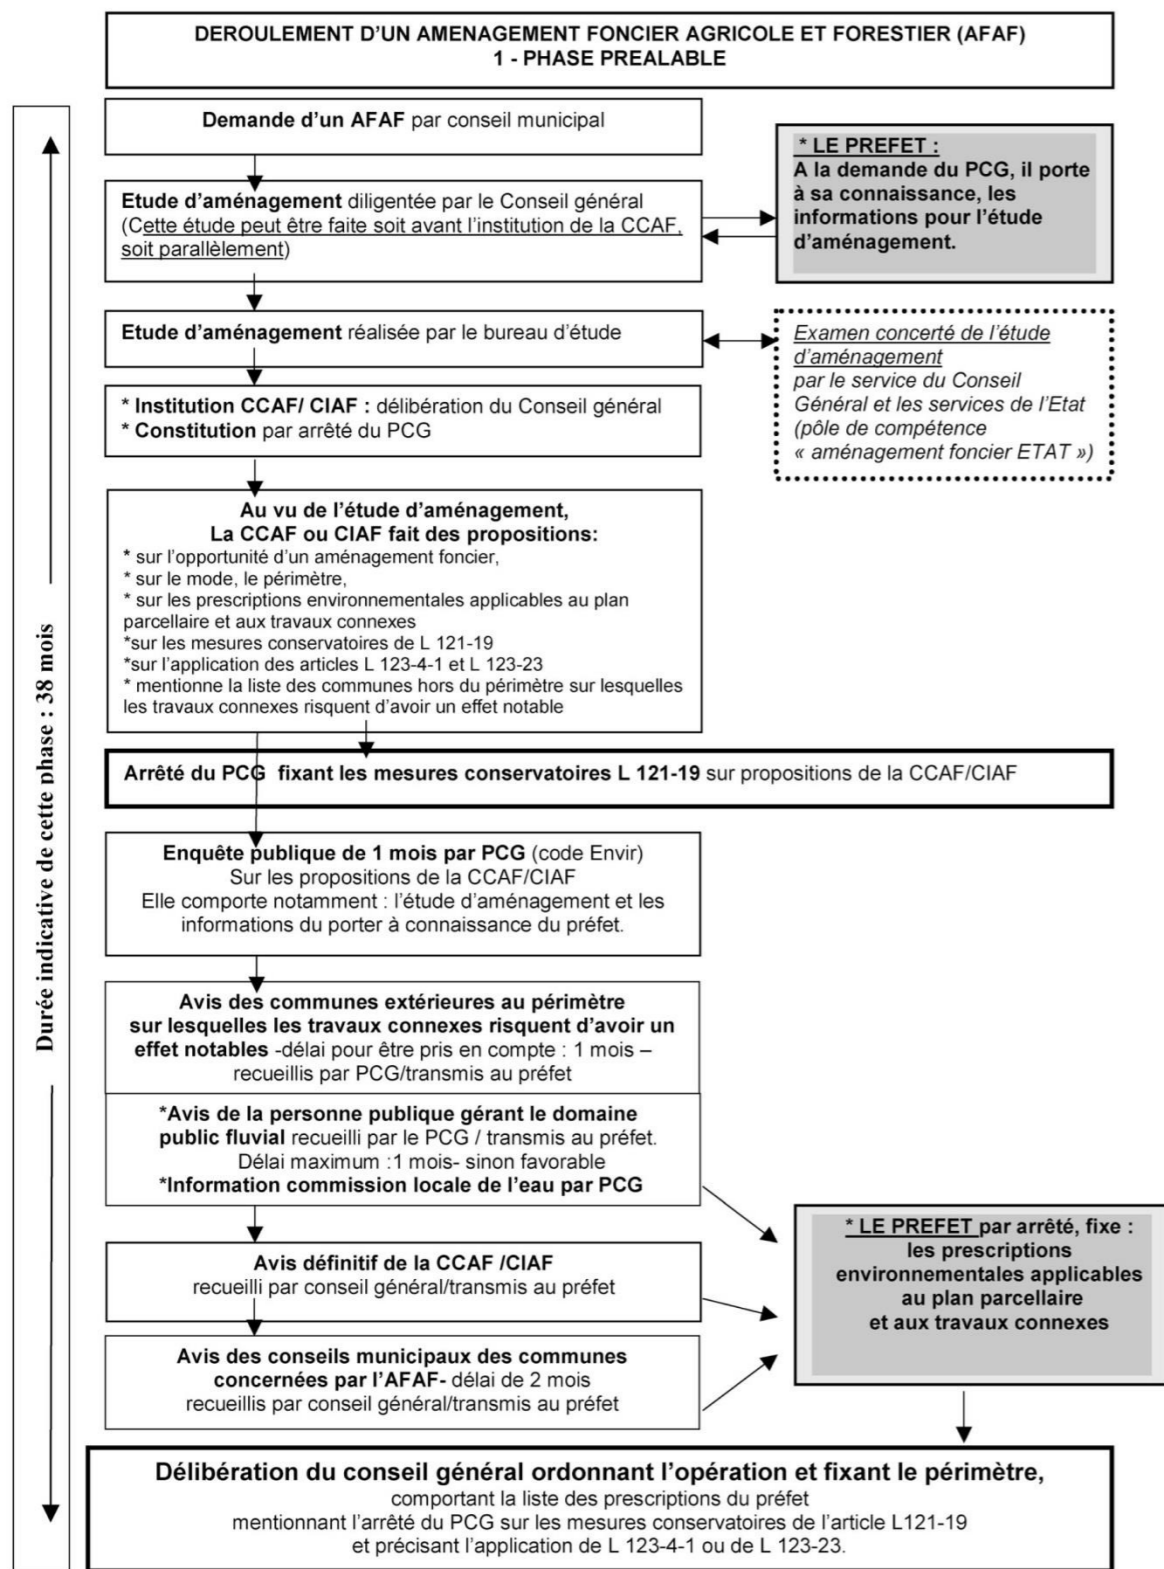 DEROULEMENT D’UN AMENAGEMENT FONCIER AGRICOLE ET FORESTIER (AFAF)
1 - PHASE PREALABLE
Durée indicative de cette phase : 38 mois
Demande d’un AFAF par conseil municipal
Etude d’aménagement diligentée par le Conseil général
(Cette étude peut être faite soit avant l’institution de la CCAF,
soit parallèlement)
* LE PREFET :
A la demande du PCG, il porte
à sa connaissance, les
informations pour l’étude
d’aménagement.
Etude d’aménagement réalisée par le bureau d’étude
Examen concerté de l’étude
d’aménagement
par le service du Conseil
Général et les services de l’Etat
(pôle de compétence
« aménagement foncier ETAT »)
* Institution CCAF/ CIAF : délibération du Conseil général
* Constitution par arrêté du PCG
Au vu de l’étude d’aménagement,
La CCAF ou CIAF fait des propositions:
* sur l’opportunité d’un aménagement foncier,
* sur le mode, le périmètre,
* sur les prescriptions environnementales applicables au plan
parcellaire et aux travaux connexes
*sur les mesures conservatoires de L 121-19
*sur l’application des articles L 123-4-1 et L 123-23
* mentionne la liste des communes hors du périmètre sur lesquelles
les travaux connexes risquent d’avoir un effet notable
Arrêté du PCG fixant les mesures conservatoires L 121-19 sur propositions de la CCAF/CIAF
Enquête publique de 1 mois par PCG (code Envir)
Sur les propositions de la CCAF/CIAF
Elle comporte notamment : l’étude d’aménagement et les
informations du porter à connaissance du préfet.
Avis des communes extérieures au périmètre
sur lesquelles les travaux connexes risquent d’avoir un
effet notables -délai pour être pris en compte : 1 mois –
recueillis par PCG/transmis au préfet
*Avis de la personne publique gérant le domaine
public fluvial recueilli par le PCG / transmis au préfet.
Délai maximum :1 mois- sinon favorable
*Information commission locale de l’eau par PCG
* LE PREFET par arrêté, fixe :
les prescriptions
environnementales applicables
au plan parcellaire
et aux travaux connexes
Avis définitif de la CCAF /CIAF
recueilli par conseil général/transmis au préfet
Avis des conseils municipaux des communes
concernées par l’AFAF- délai de 2 mois
recueillis par conseil général/transmis au préfet
Délibération du conseil général ordonnant l’opération et fixant le périmètre,
comportant la liste des prescriptions du préfet
mentionnant l’arrêté du PCG sur les mesures conservatoires de l’article L121-19
et précisant l’application de L 123-4-1 ou de L 123-23.